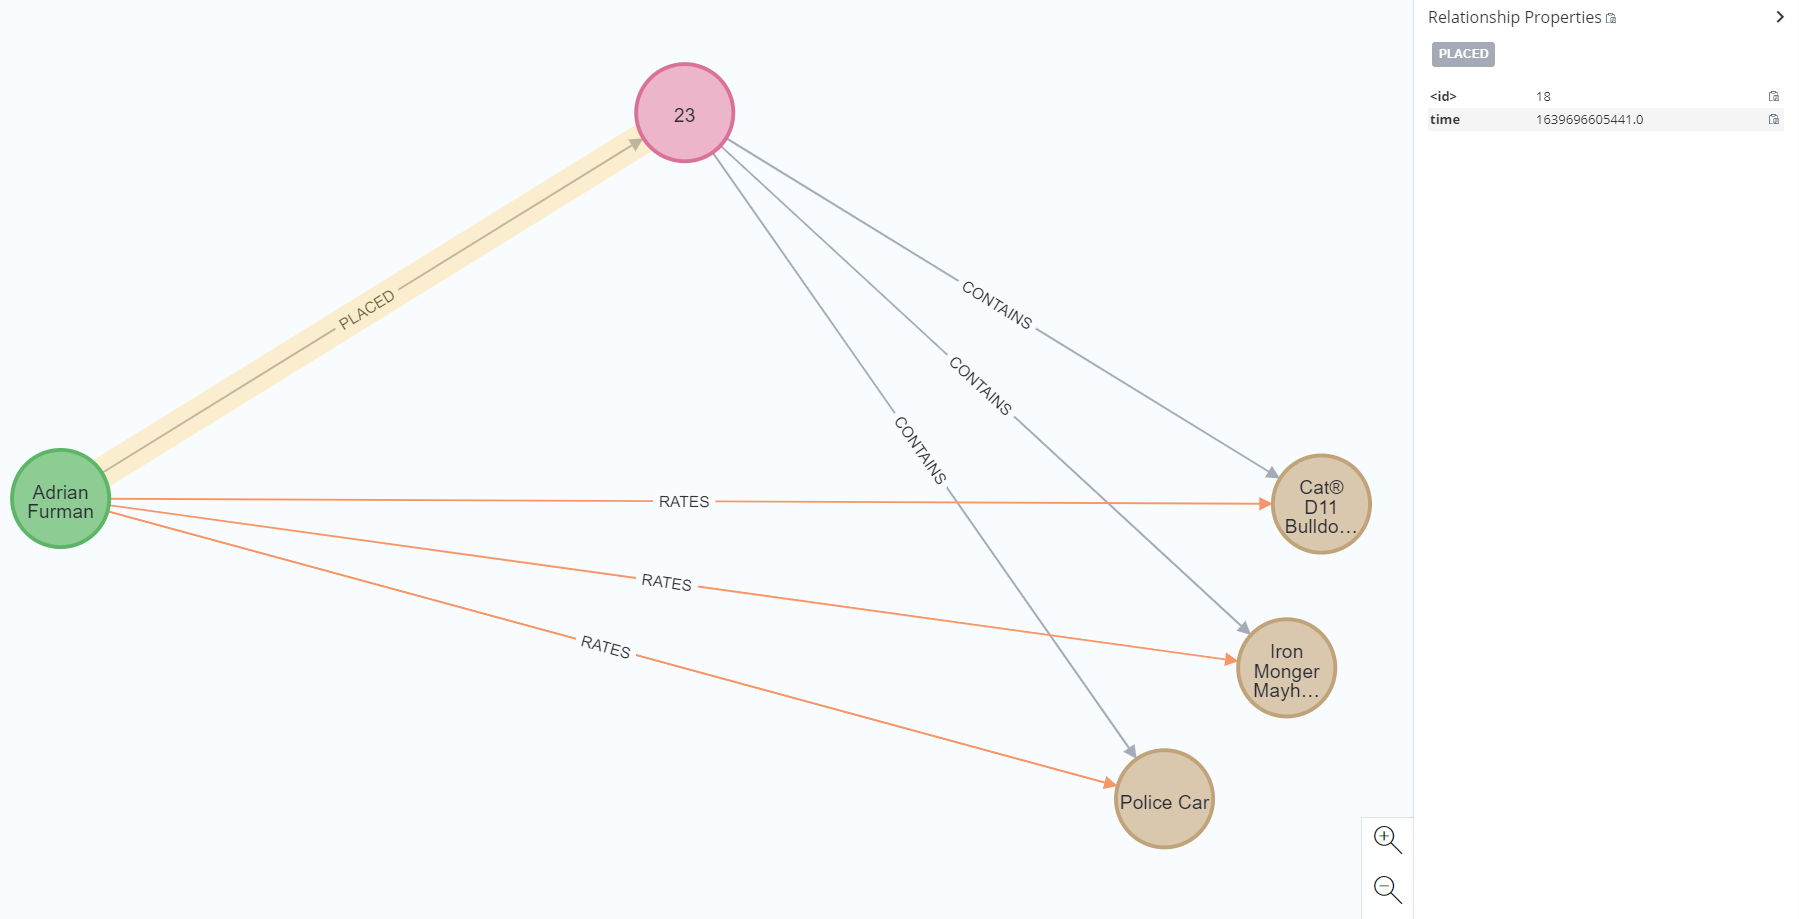 23
PLACED
CONTAINS
CONTAINS
CONTAINS
Adrian
Furman
RATES
RATES
RATES
Cat®
D11
Bulldo…
Iron
Monger
Mayh…
Police Car
Relationship Properties
PLACED
<id> 18
time 1639696605441.0